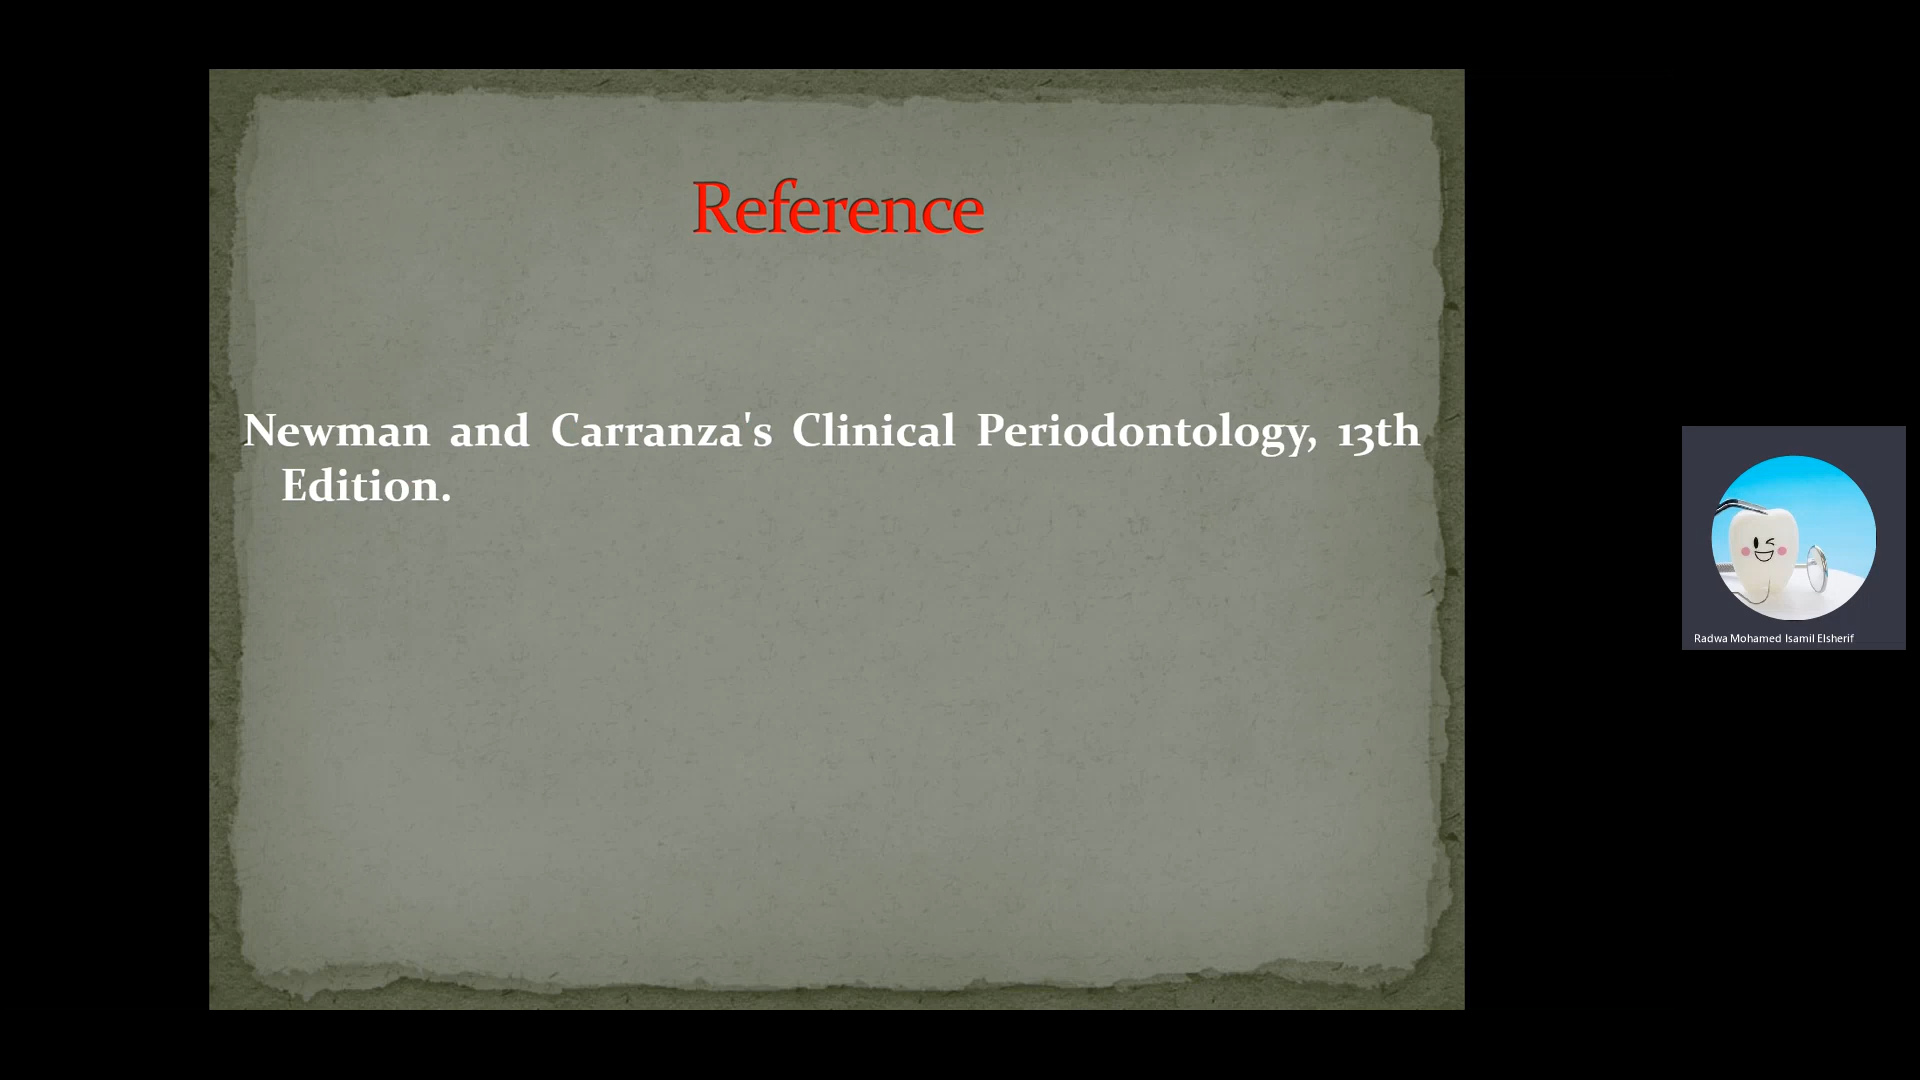 Reference
Newman and Carranza's Clinical Periodontology, 13th
Edition.
Radwa Mohamed Isamil Elsherif